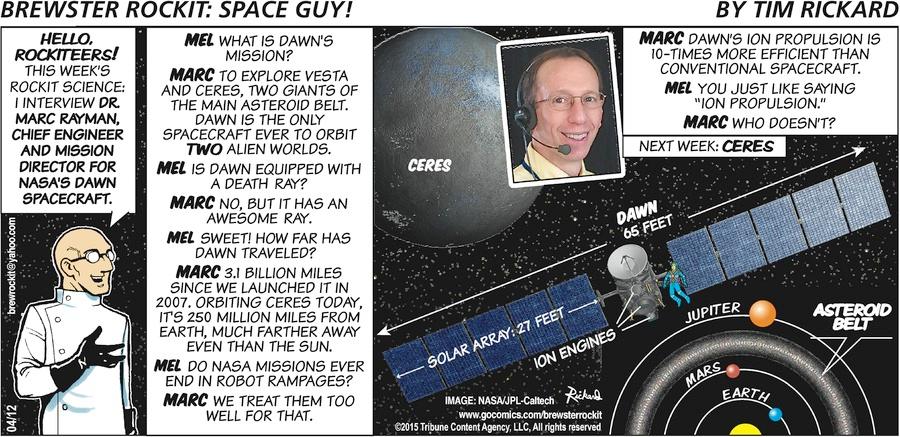 BREWSTER ROCKIT: SPACE GUY!
BY TIM RICKARD
HELLO,
ROCKITEERS!
THIS WEEK'S
ROCKIT SCIENCE:
I INTERVIEW DR.
MARC RAYMAN,
CHIEF ENGINEER
AND MISSION
DIRECTOR FOR
NASA'S DAWN
SPACECRAFT.
brewrockit@yahoo.com
04/12
MEL WHAT IS DAWN'S
MISSION?
MARC TO EXPLORE VESTA
AND CERES, TWO GIANTS OF
THE MAIN ASTEROID BELT.
DAWN IS THE ONLY
SPACECRAFT EVER TO ORBIT
TWO ALIEN WORLDS.
MEL IS DAWN EQUIPPED WITH
A DEATH RAY?
MARC NO, BUT IT HAS AN
AWESOME RAY.
MEL SWEET! HOW FAR HAS
DAWN TRAVELED?
MARC 3.1 BILLION MILES
SINCE WE LAUNCHED IT IN
2007. ORBITING CERES TODAY,
IT'S 250 MILLION MILES FROM
EARTH, MUCH FARTHER AWAY
EVEN THAN THE SUN.
MEL DO NASA MISSIONS EVER
END IN ROBOT RAMPAGES?
MARC WE TREAT THEM TOO
WELL FOR THAT.
CERES
MARC DAWN'S ION PROPULSION IS
10-TIMES MORE EFFICIENT THAN
CONVENTIONAL SPACECRAFT.
MEL YOU JUST LIKE SAYING
"ION PROPULSION."
MARC WHO DOESN'T?
NEXT WEEK: CERES
DAWN
65 FEET
SOLAR ARRAY: 27 FEET
ION ENGINES
JUPITER
ASTEROID
BELT
MARS
EARTH
IMAGE: NASA/JPL-Caltech
Rickard
www.gocomics.com/brewsterrockit
©2015 Tribune Content Agency, LLC, All rights reserved